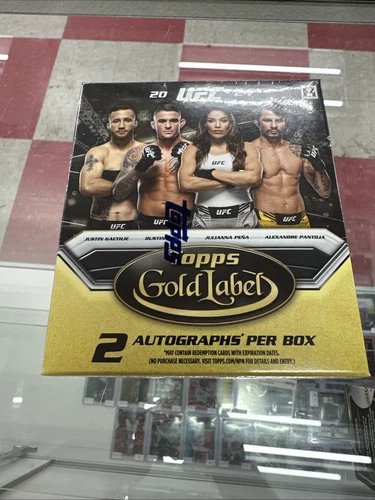 20 UFC
UFC UFC UFC UFC
JUSTIN GAETHJE DUSTIN JULIANNA PEÑA ALEXANDRE PANTOJA
topps
topps
Gold Label
2 AUTOGRAPHS* PER BOX
*MAY CONTAIN REDEMPTION CARDS WITH EXPIRATION DATES.
(NO PURCHASE NECESSARY. VISIT TOPPS.COM/NPN FOR DETAILS AND ENTRY.)